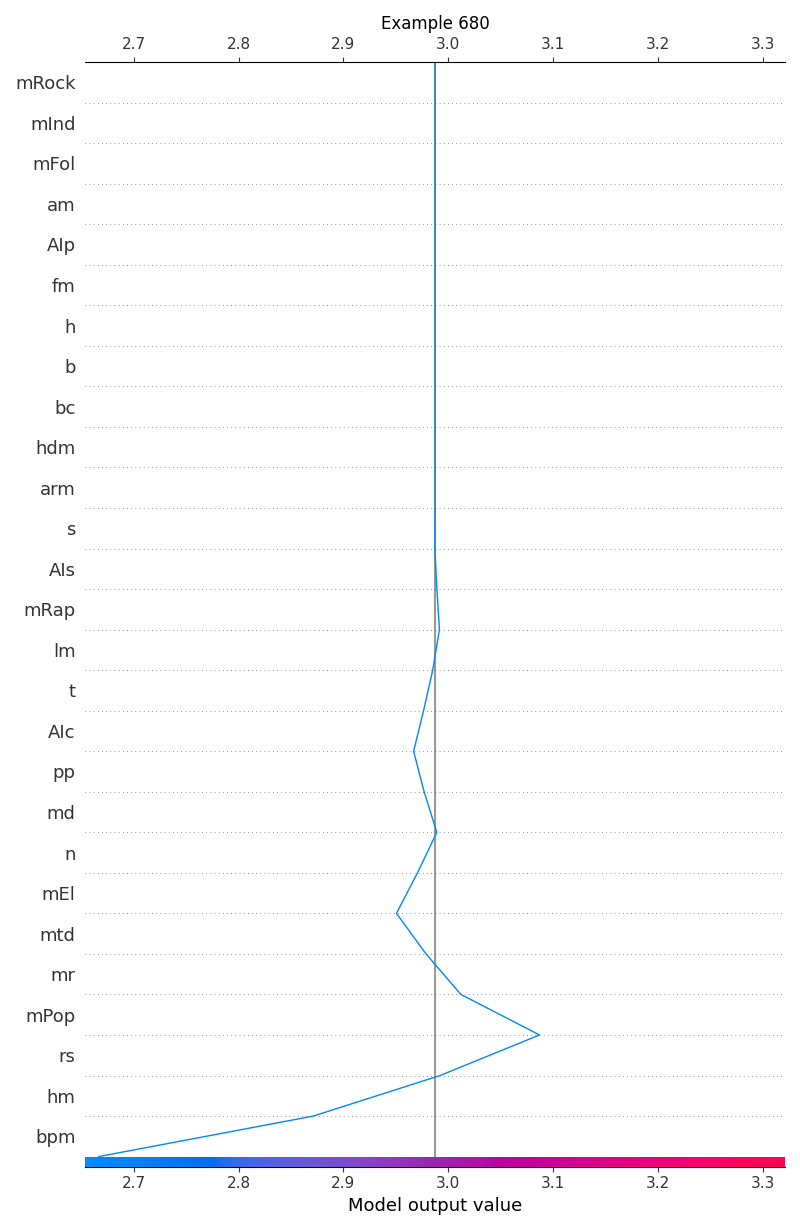 Example 680
2.7 2.8 2.9 3.0 3.1 3.2 3.3
mRock
mInd
mFol
am
AIp
fm
h
b
bc
hdm
arm
s
AIs
mRap
lm
t
AIc
pp
md
n
mEl
mtd
mr
mPop
rs
hm
bpm
2.7 2.8 2.9 3.0 3.1 3.2 3.3
Model output value